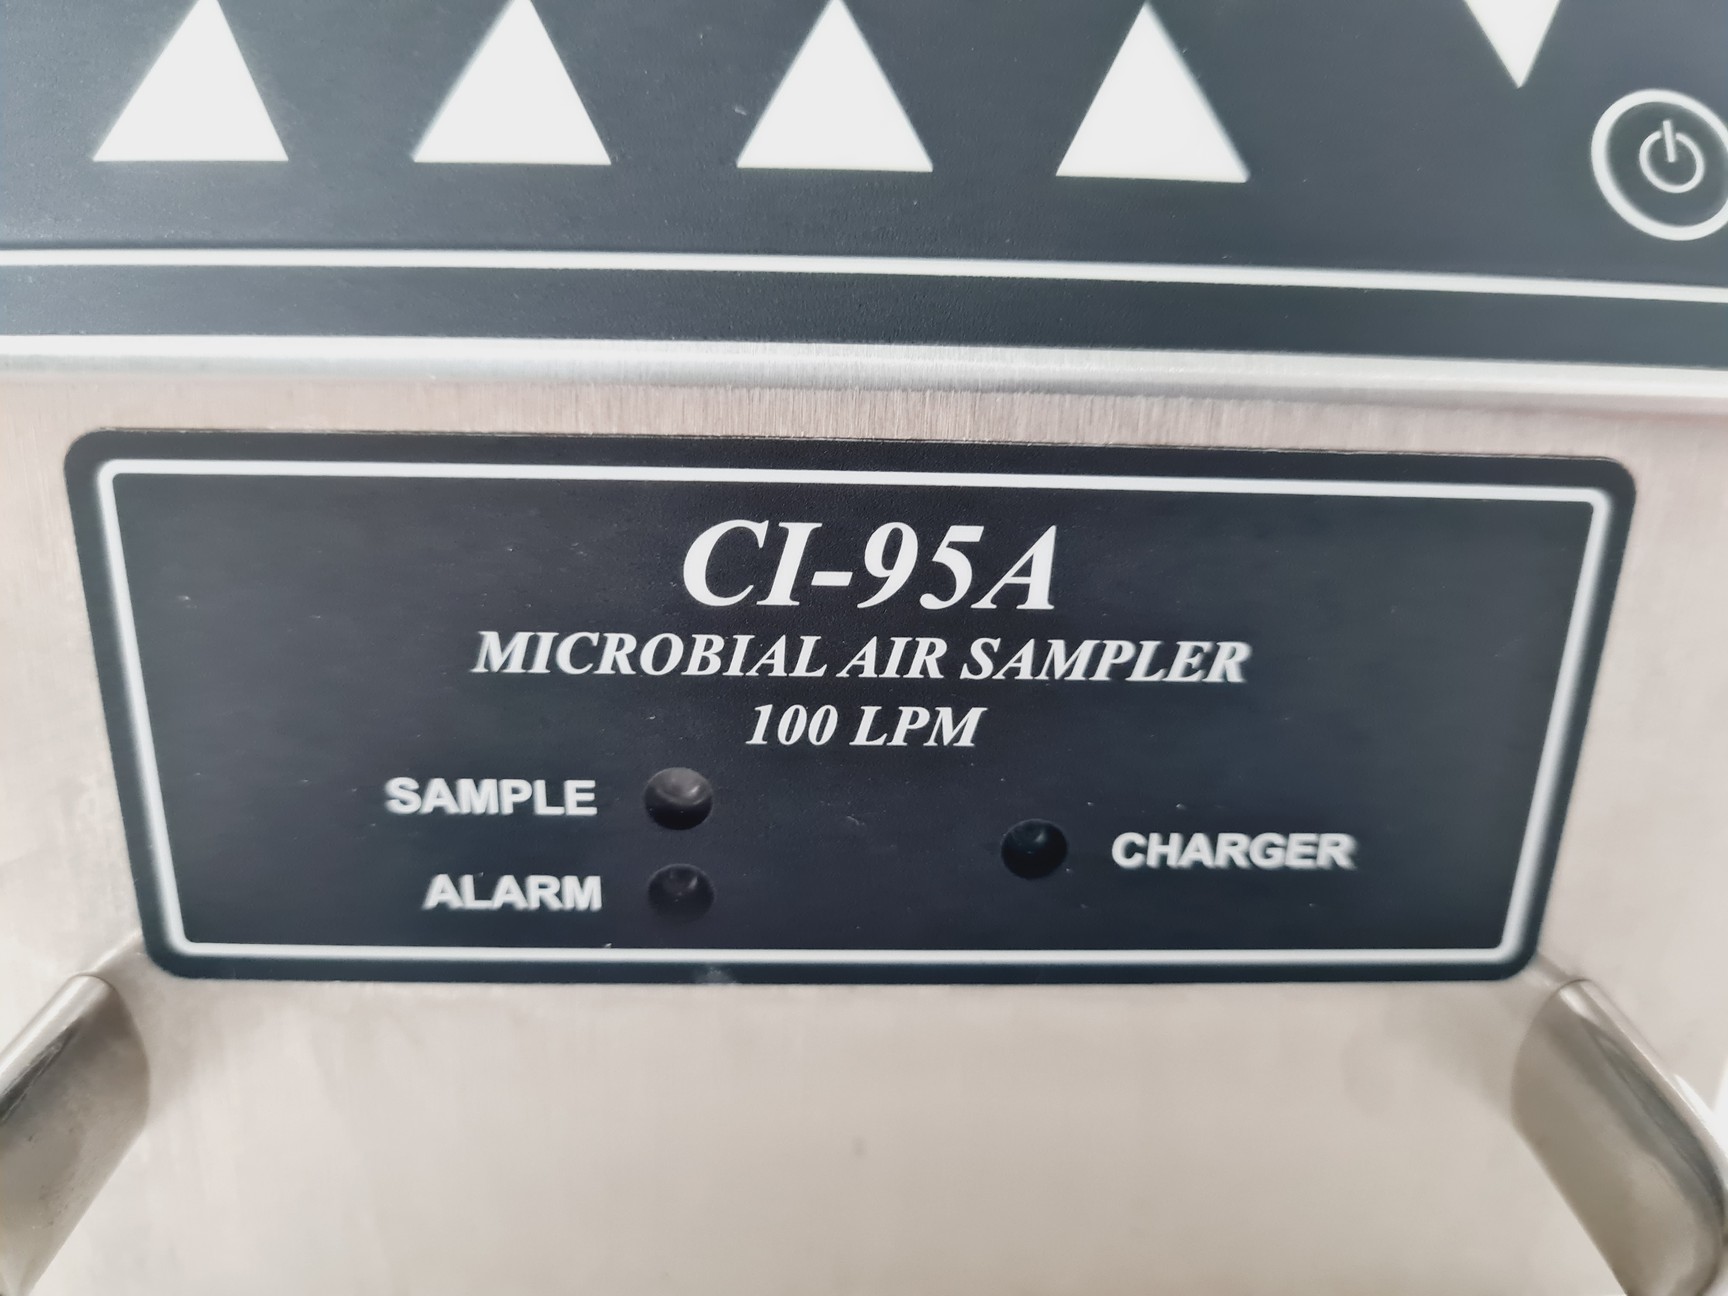 CI-95A
MICROBIAL AIR SAMPLER
100 LPM
SAMPLE
ALARM
CHARGER